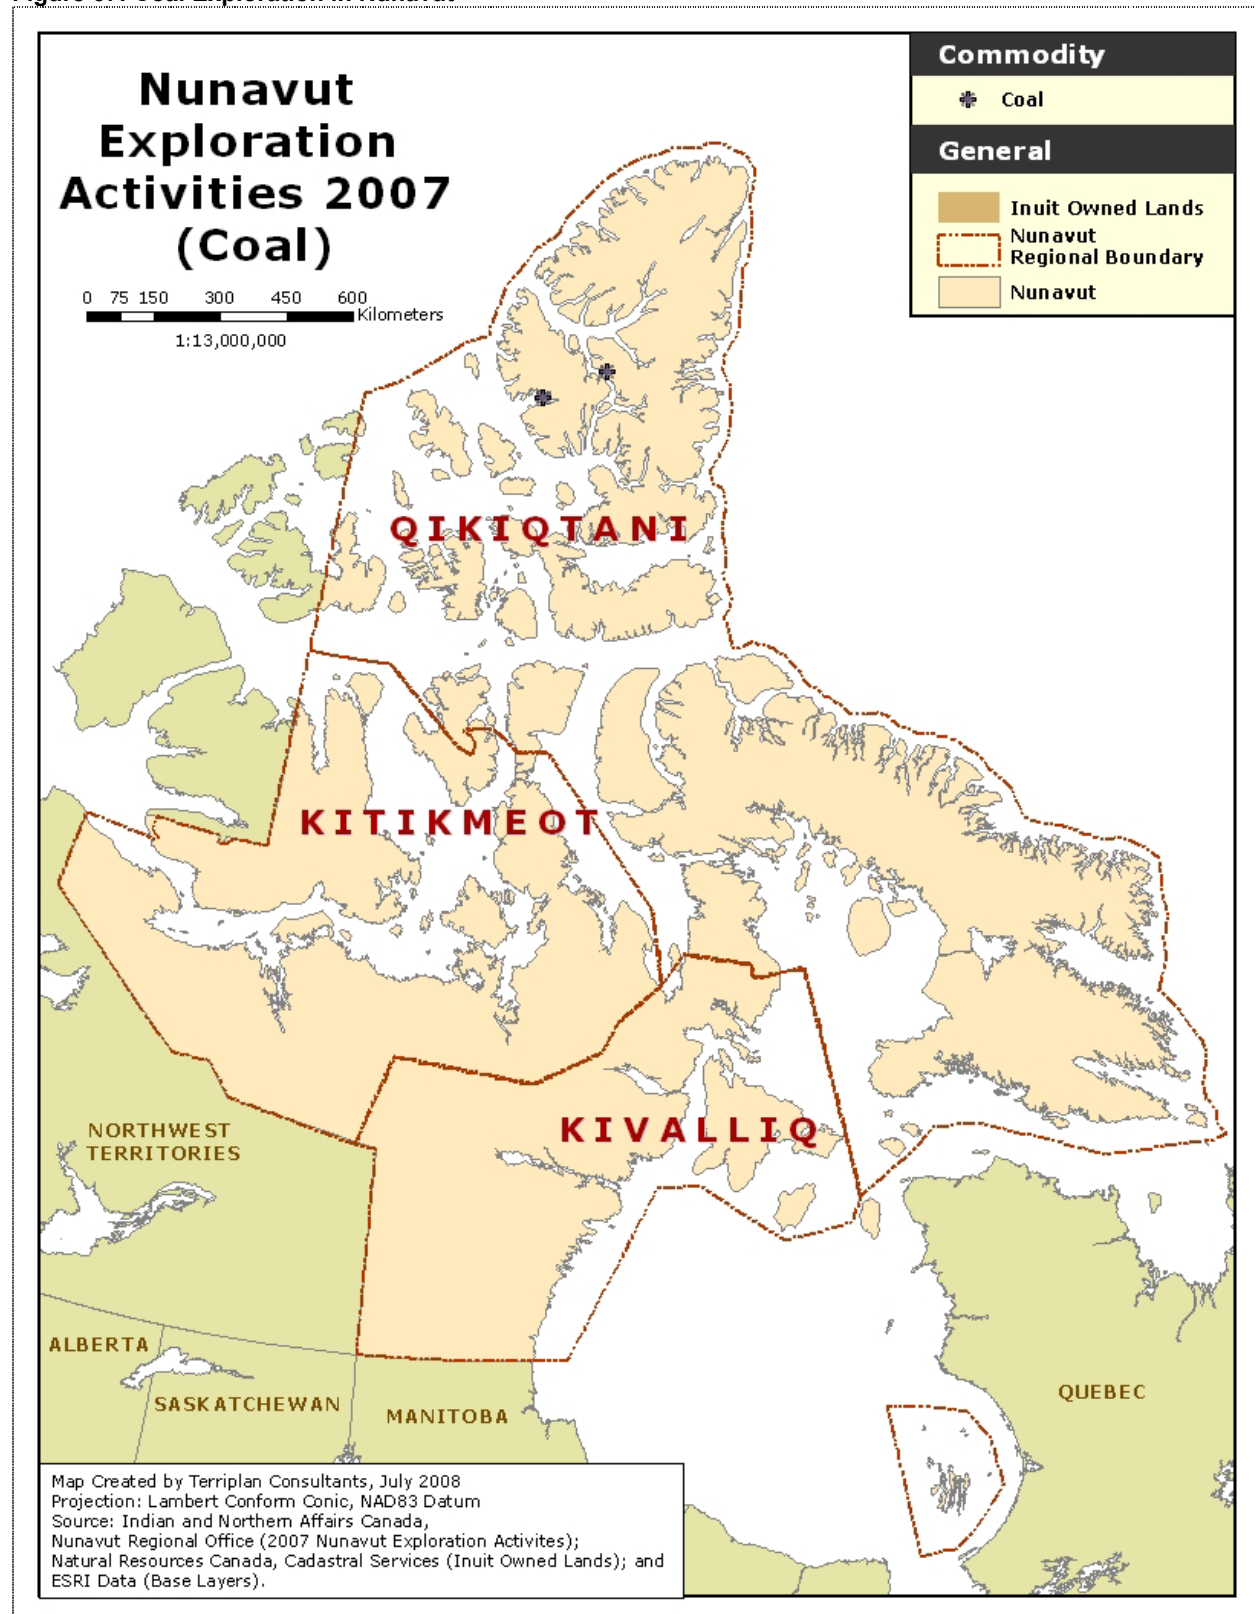 Nunavut
Exploration
Activities 2007
(Coal)
0 75 150 300 450 600
Kilometers
1:13,000,000
Commodity
Coal
General
Inuit Owned Lands
Nunavut
Regional Boundary
Nunavut
QIKIQTANI
KITIKMEOT
KIVALLIQ
NORTHWEST
TERRITORIES
ALBERTA
SASKATCHEWAN
MANITOBA
QUEBEC
Map Created by Terriplan Consultants, July 2008
Projection: Lambert Conform Conic, NAD83 Datum
Source: Indian and Northern Affairs Canada,
Nunavut Regional Office (2007 Nunavut Exploration Activites);
Natural Resources Canada, Cadastral Services (Inuit Owned Lands); and
ESRI Data (Base Layers).